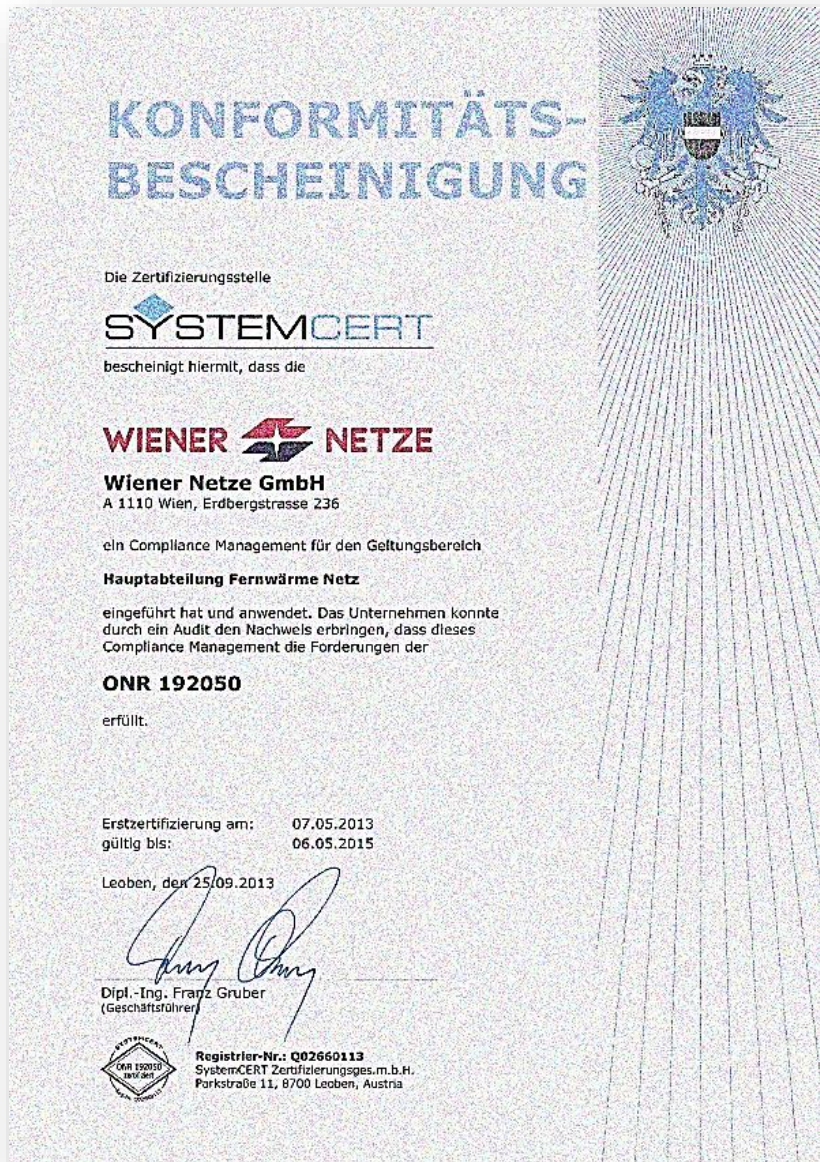 KONFORMITÄTS-
BESCHEINIGUNG
Die Zertifizierungsstelle
SYSTEMCERT
bescheinigt hiermit, dass die
WIENER NETZE
Wiener Netze GmbH
A 1110 Wien, Erdbergstrasse 236
ein Compliance Management für den Geltungsbereich
Hauptabteilung Fernwärme Netz
eingeführt hat und anwendet. Das Unternehmen konnte
durch ein Audit den Nachweis erbringen, dass dieses
Compliance Management die Forderungen der
ONR 192050
erfüllt.
Erstzertifizierung am: 07.05.2013
gültig bis: 06.05.2015
Leoben, den 25.09.2013
Dipl.-Ing. Franz Gruber
(Geschäftsführer)
SYSTEMCERT
ONR 192050
zertifiziert
Registrier-Nr.: Q02660113
SystemCERT Zertifizierungsges.m.b.H.
Parkstraße 11, 8700 Leoben, Austria